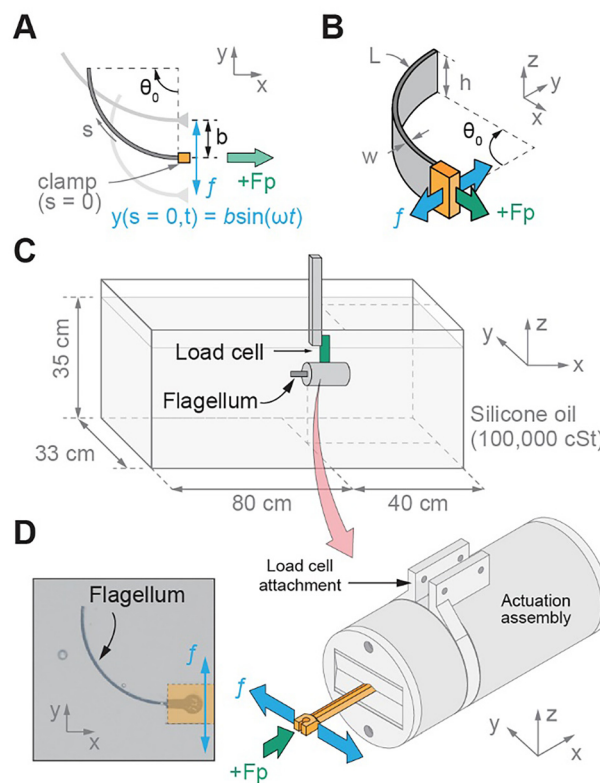 A
y
x
θ0
s
b
clamp
(s = 0)
f
+Fp
y(s = 0,t) = bsin(ωt)
B
L
h
z
y
x
θ0
w
f
+Fp
C
35 cm
33 cm
80 cm
40 cm
Load cell
Flagellum
z
y
x
Silicone oil
(100,000 cSt)
D
Flagellum
f
y
x
Load cell
attachment
Actuation
assembly
f
+Fp
z
y
x